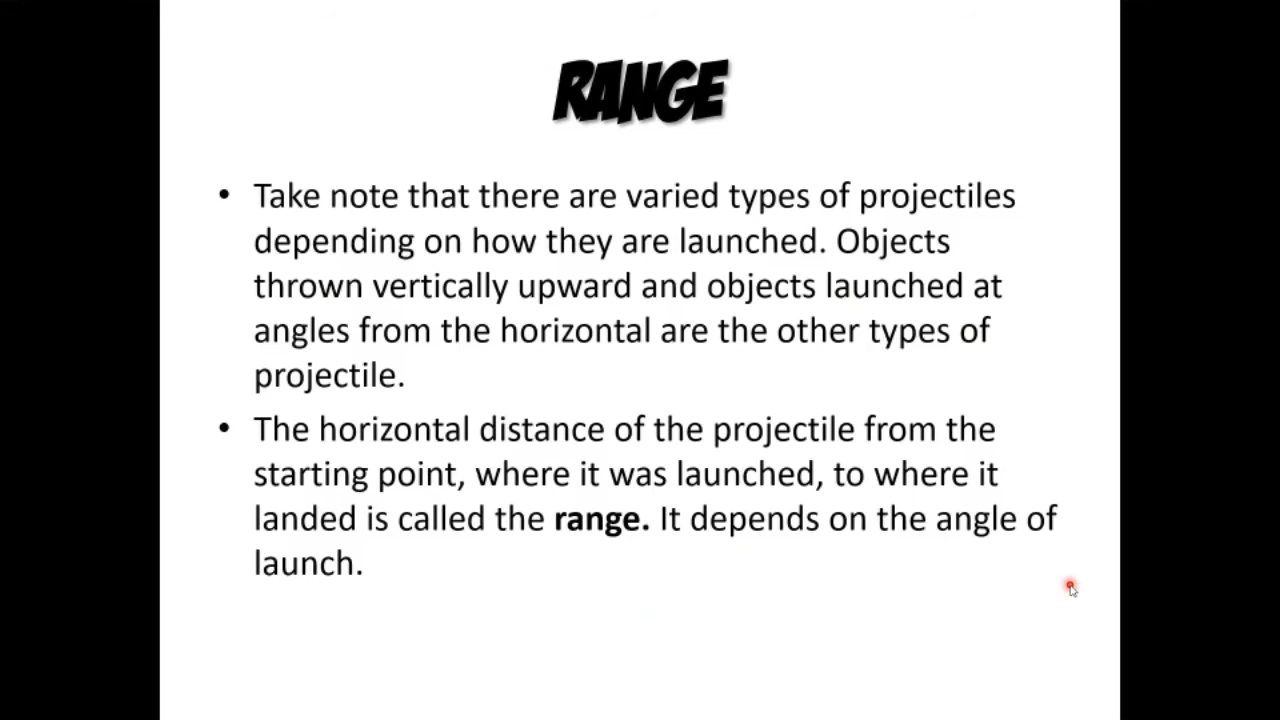 RANGE
• Take note that there are varied types of projectiles
depending on how they are launched. Objects
thrown vertically upward and objects launched at
angles from the horizontal are the other types of
projectile.
• The horizontal distance of the projectile from the
starting point, where it was launched, to where it
landed is called the range. It depends on the angle of
launch.